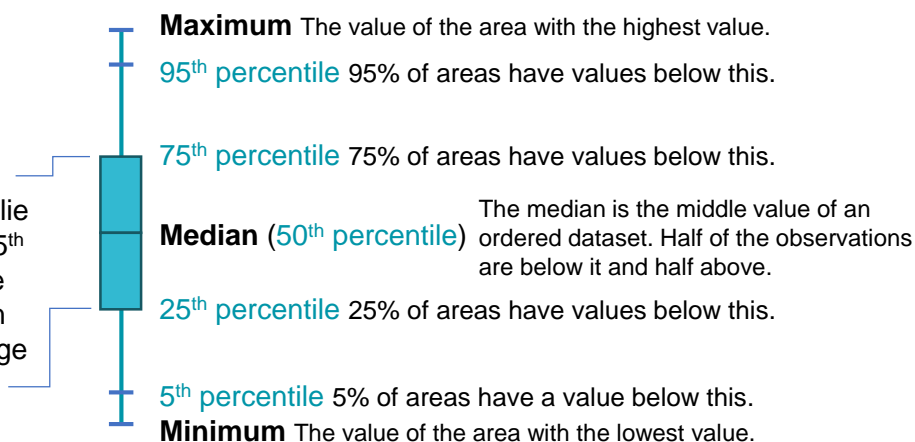 Maximum The value of the area with the highest value.
95th percentile 95% of areas have values below this.
75th percentile 75% of areas have values below this.
lie
5th
Median (50th percentile)
The median is the middle value of an
ordered dataset. Half of the observations
are below it and half above.
25th percentile 25% of areas have values below this.
5th percentile 5% of areas have a value below this.
Minimum The value of the area with the lowest value.